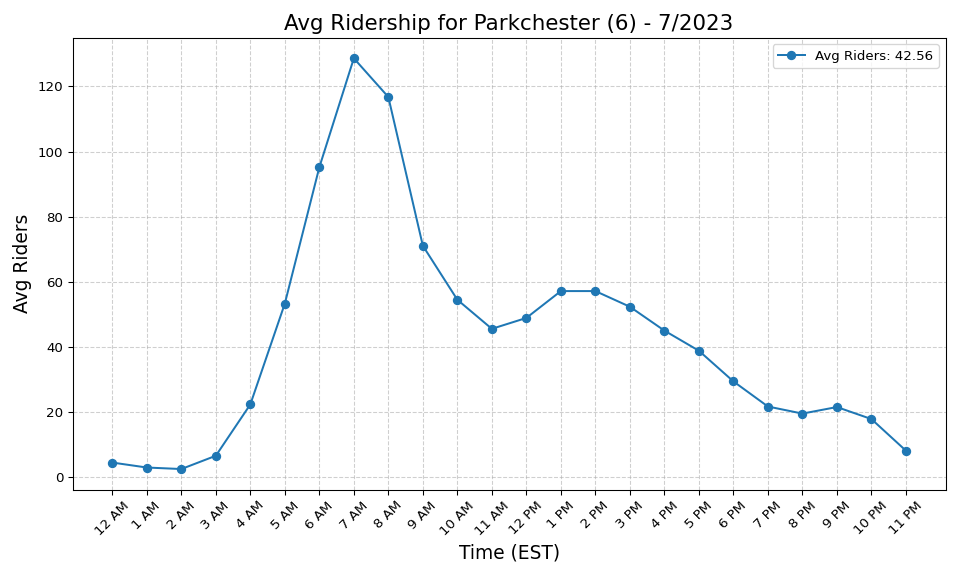 Avg Ridership for Parkchester (6) - 7/2023
Avg Riders: 42.56
Avg Riders
120
100
80
60
40
20
0
12 AM
1 AM
2 AM
3 AM
4 AM
5 AM
6 AM
7 AM
8 AM
9 AM
10 AM
11 AM
12 PM
1 PM
2 PM
3 PM
4 PM
5 PM
6 PM
7 PM
8 PM
9 PM
10 PM
11 PM
Time (EST)